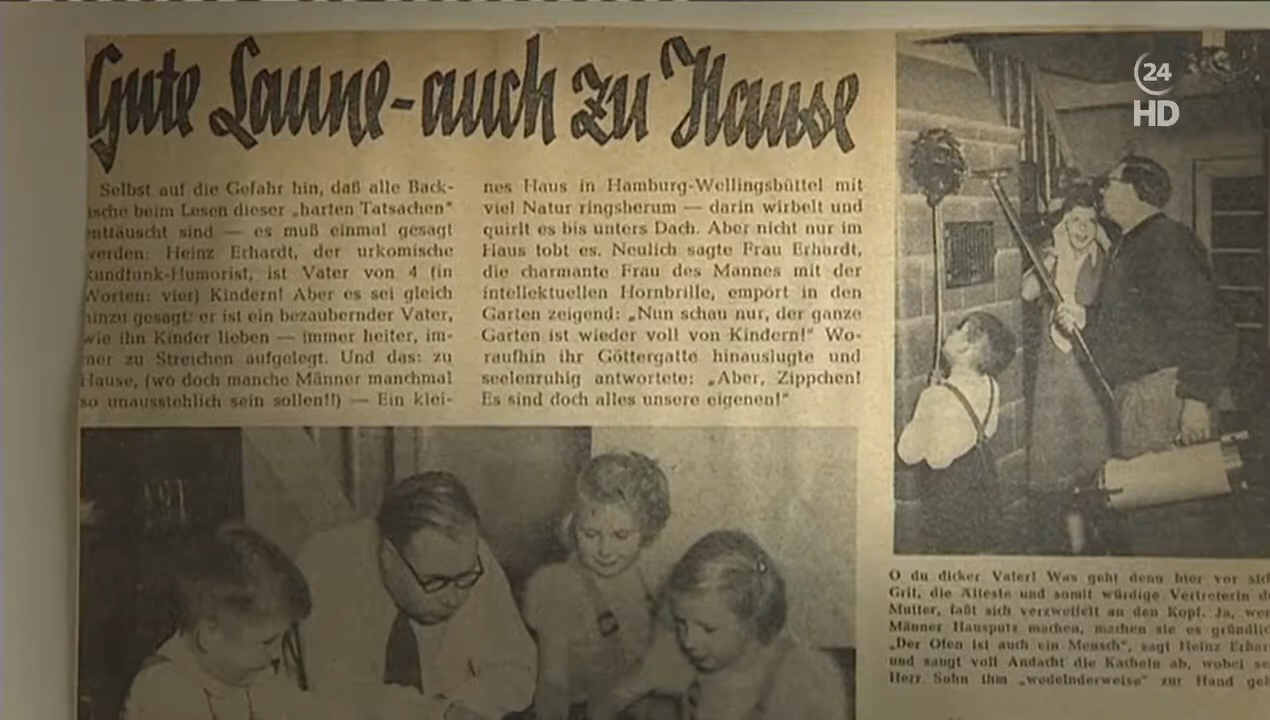 Gute Laune - auch zu Hause
Selbst auf die Gefahr hin, daß alle Back-
ische beim Lesen dieser „harten Tatsachen"
enttäuscht sind — es muß einmal gesagt
werden: Heinz Erhardt, der urkomische
Rundfunk-Humorist, ist Vater von 4 (in
Worten: vier) Kindern! Aber es sei gleich
hinzu gesagt: er ist ein bezaubernder Vater,
wie ihn Kinder lieben — immer heiter, im-
mer zu Streichen aufgelegt. Und das: zu
Hause, (wo doch manche Männer manchmal
so unausstehlich sein sollen!!) — Ein klei-
nes Haus in Hamburg-Wellingsbüttel mit
viel Natur ringsherum — darin wirbelt und
quirlt es bis unters Dach. Aber nicht nur im
Haus tobt es. Neulich sagte Frau Erhardt,
die charmante Frau des Mannes mit der
intellektuellen Hornbrille, empört in den
Garten zeigend: „Nun schau nur, der ganze
Garten ist wieder voll von Kindern!" Wo-
raufhin ihr Göttergatte hinauslugte und
seelenruhig antwortete: „Aber, Zippchen!
Es sind doch alles unsere eigenen!"
24
HD
O du dicker Vater! Was geht denn hier vor sich
Grit, die Älteste und somit würdige Vertreterin de
Mutter, faßt sich verzweifelt an den Kopf. Ja, wen
Männer Hausputz machen, machen sie es gründlic
„Der Ofen ist auch ein Mensch", sagt Heinz Erhar
und saugt voll Andacht die Kacheln ab, wobei se
Herr Sohn ihm „wedelnderweise" zur Hand geh